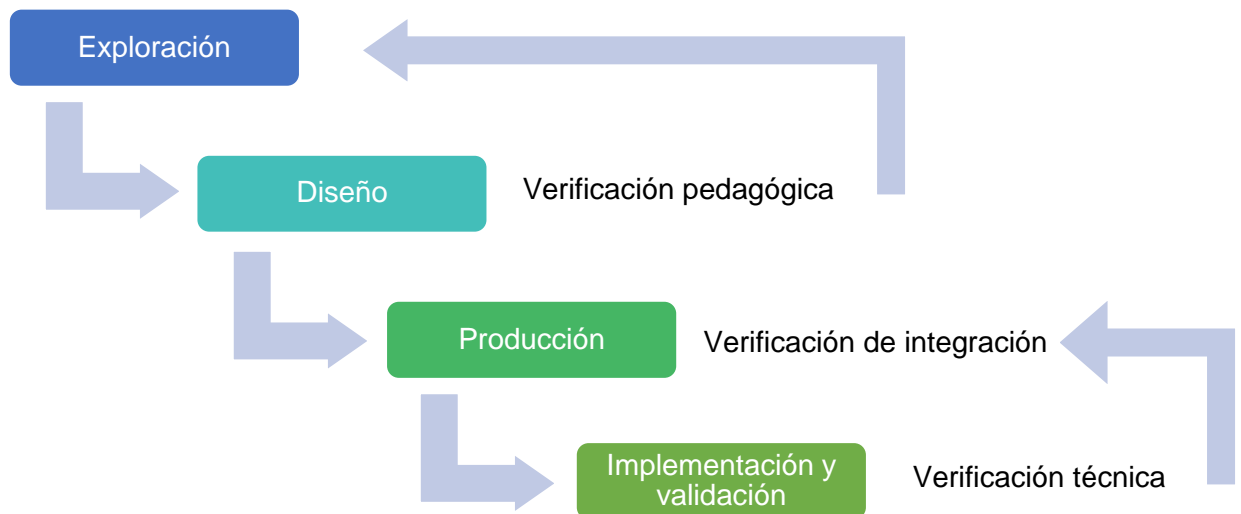 Exploración
Diseño
Verificación pedagógica
Producción
Verificación de integración
Implementación y
validación
Verificación técnica